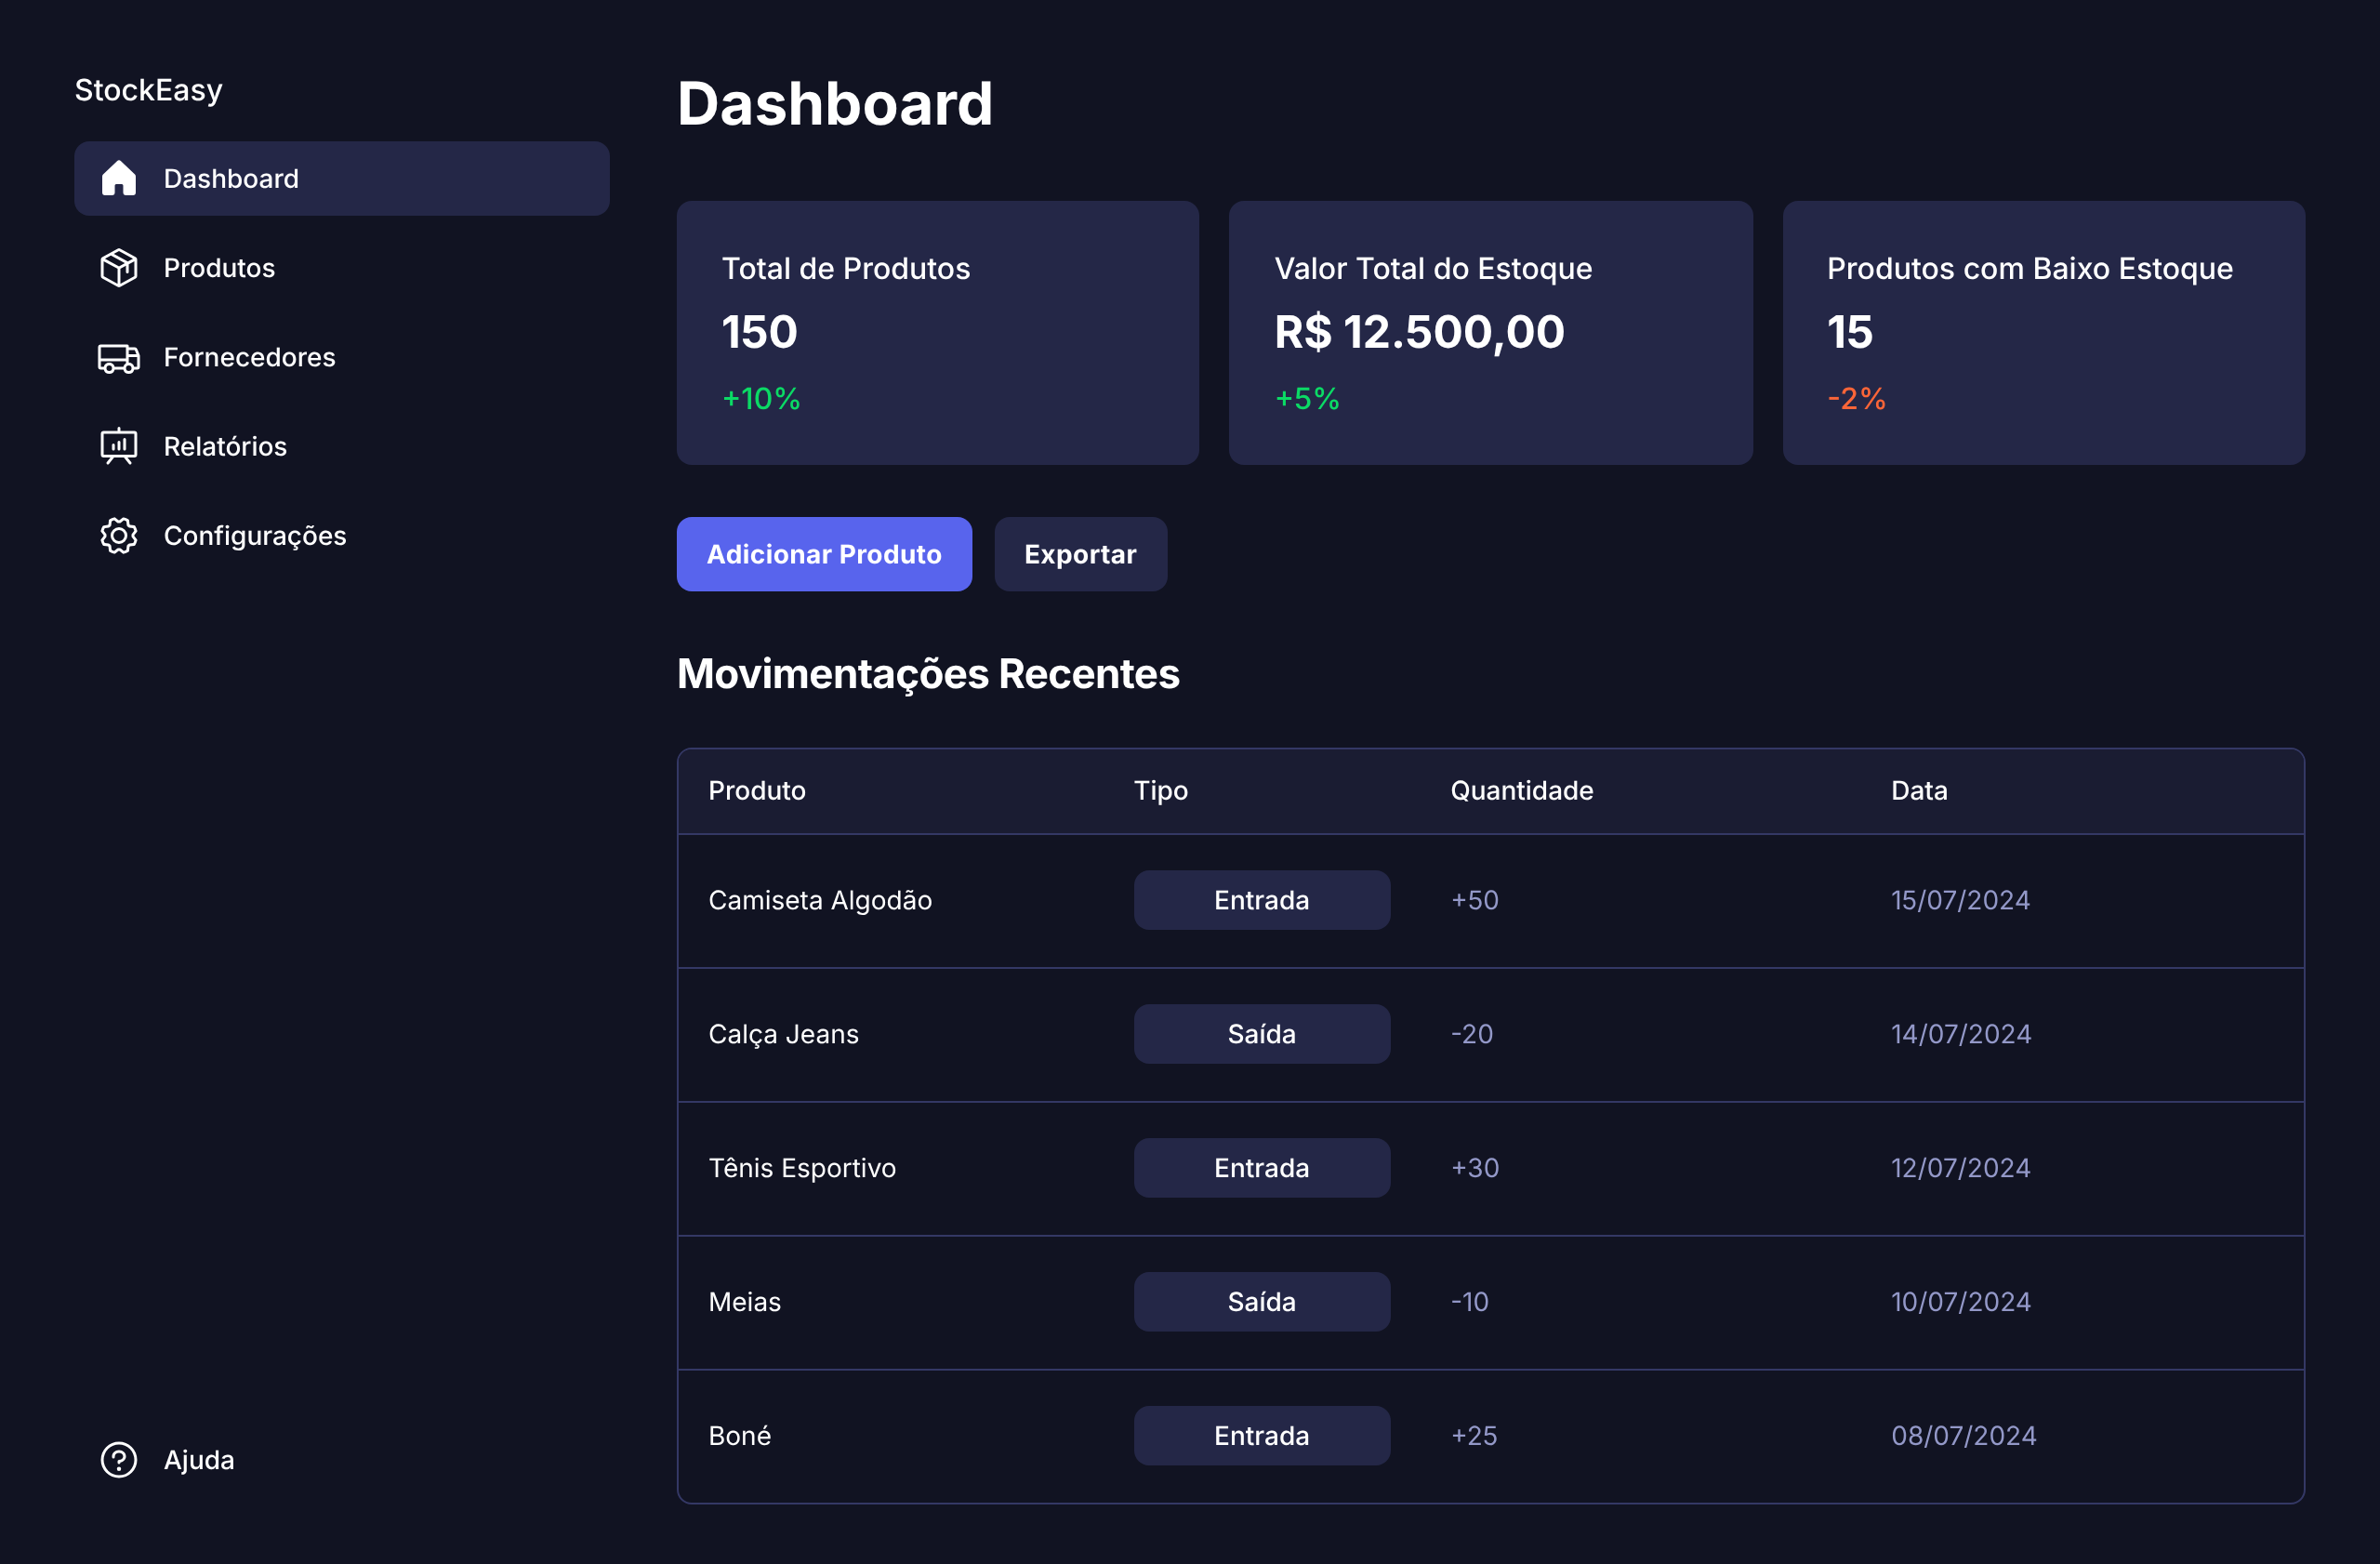 StockEasy
Dashboard
Produtos
Fornecedores
Relatórios
Configurações
Ajuda
Dashboard
Total de Produtos
150
+10%
Valor Total do Estoque
R$ 12.500,00
+5%
Produtos com Baixo Estoque
15
-2%
Adicionar Produto
Exportar
Movimentações Recentes
Produto Tipo Quantidade Data
Camiseta Algodão Entrada +50 15/07/2024
Calça Jeans Saída -20 14/07/2024
Tênis Esportivo Entrada +30 12/07/2024
Meias Saída -10 10/07/2024
Boné Entrada +25 08/07/2024